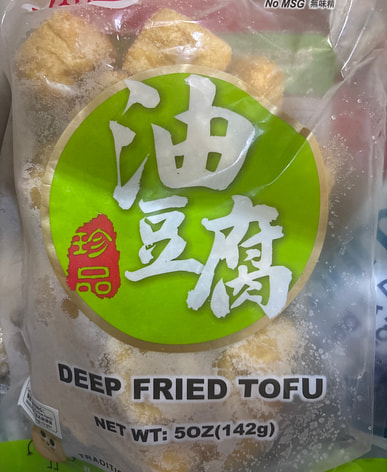 No MSG 無味精
油
豆腐
珍品
DEEP FRIED TOFU
NET WT: 5OZ(142g)